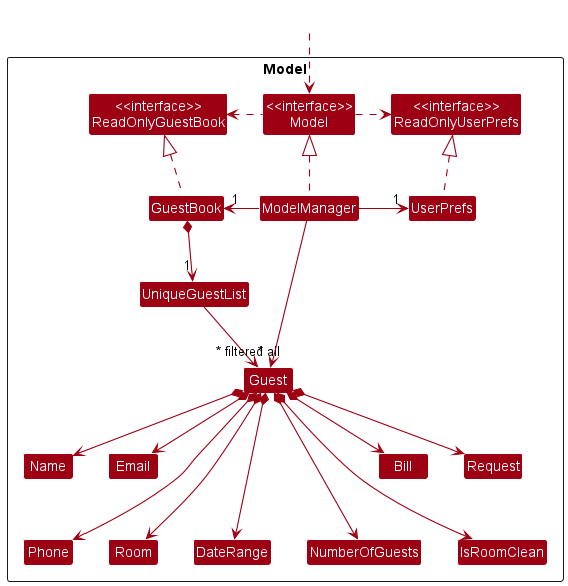 Model
<<interface>>
ReadOnlyGuestBook
<<interface>>
Model
<<interface>>
ReadOnlyUserPrefs
GuestBook
1
ModelManager
1
UserPrefs
1
UniqueGuestList
* filtered
* all
Guest
Name
Email
Bill
Request
Phone
Room
DateRange
NumberOfGuests
IsRoomClean